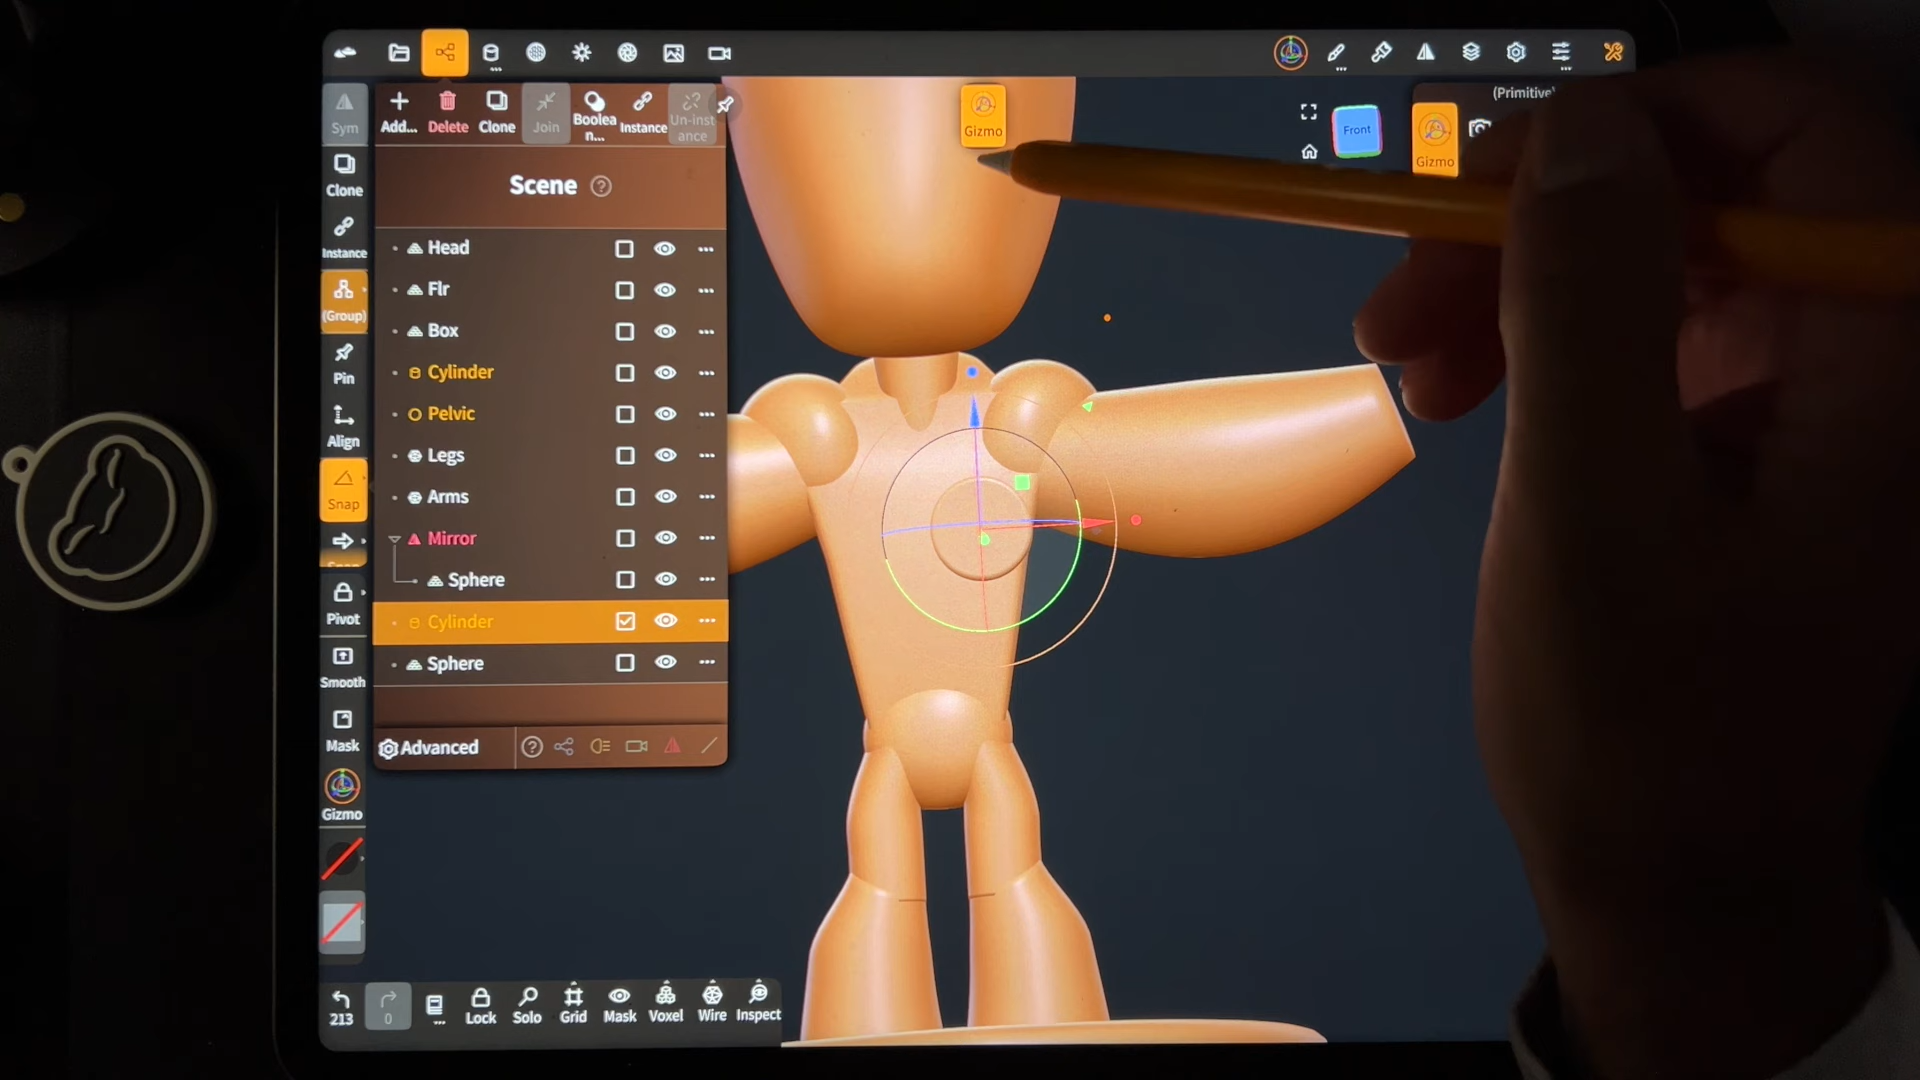 Sym
Clone
Instance
(Group)
Pin
Align
Snap
Pivot
Smooth
Mask
Gizmo
Add...
Delete
Clone
Join
Boolea
n...
Instance
Un-inst
ance
Scene ?
Head
Flr
Box
Cylinder
Pelvic
Legs
Arms
Mirror
Sphere
Cylinder
Sphere
Advanced
?
Gizmo
Front
(Primitive)
Gizmo
213
0
...
Lock
Solo
Grid
Mask
Voxel
Wire
Inspect